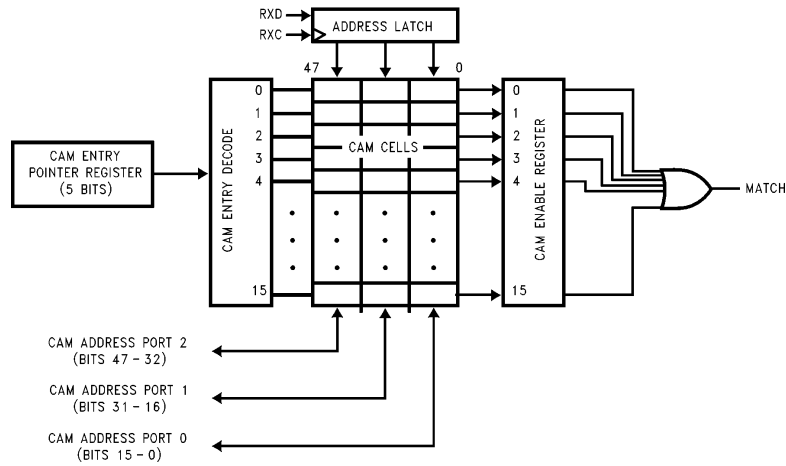 RXD
RXC
ADDRESS LATCH
47
0
0
1
2
3
4
15
CAM ENTRY DECODE
CAM CELLS
0
1
2
3
4
15
CAM ENABLE REGISTER
CAM ENTRY
POINTER REGISTER
(5 BITS)
MATCH
CAM ADDRESS PORT 2
(BITS 47 – 32)
CAM ADDRESS PORT 1
(BITS 31 – 16)
CAM ADDRESS PORT 0
(BITS 15 – 0)